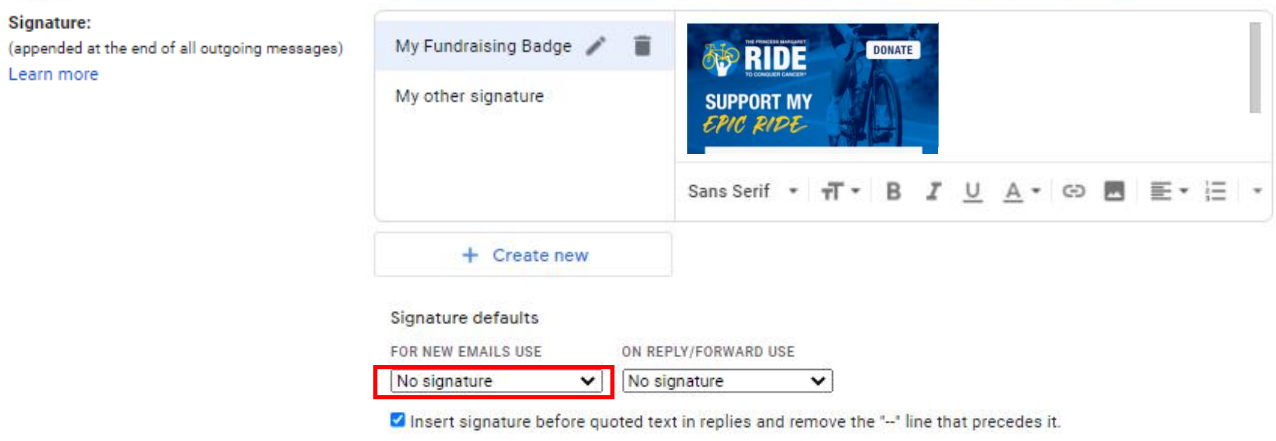 Signature:
(appended at the end of all outgoing messages)
Learn more
My Fundraising Badge
My other signature
THE PRINCESS MARGARET
RIDE
TO CONQUER CANCER®
DONATE
SUPPORT MY
EPIC RIDE
Sans Serif
TT B I U A
+ Create new
Signature defaults
FOR NEW EMAILS USE
ON REPLY/FORWARD USE
No signature
No signature
Insert signature before quoted text in replies and remove the "--" line that precedes it.